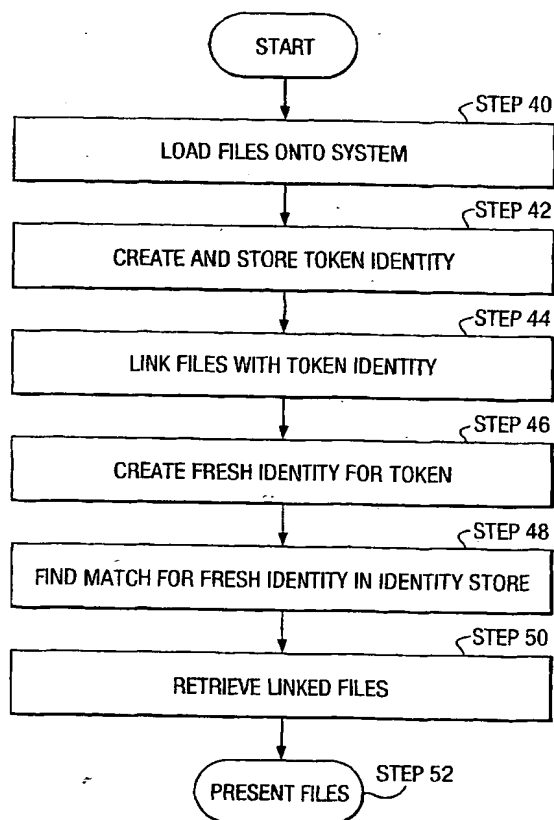 START
STEP 40
LOAD FILES ONTO SYSTEM
STEP 42
CREATE AND STORE TOKEN IDENTITY
STEP 44
LINK FILES WITH TOKEN IDENTITY
STEP 46
CREATE FRESH IDENTITY FOR TOKEN
STEP 48
FIND MATCH FOR FRESH IDENTITY IN IDENTITY STORE
STEP 50
RETRIEVE LINKED FILES
STEP 52
PRESENT FILES